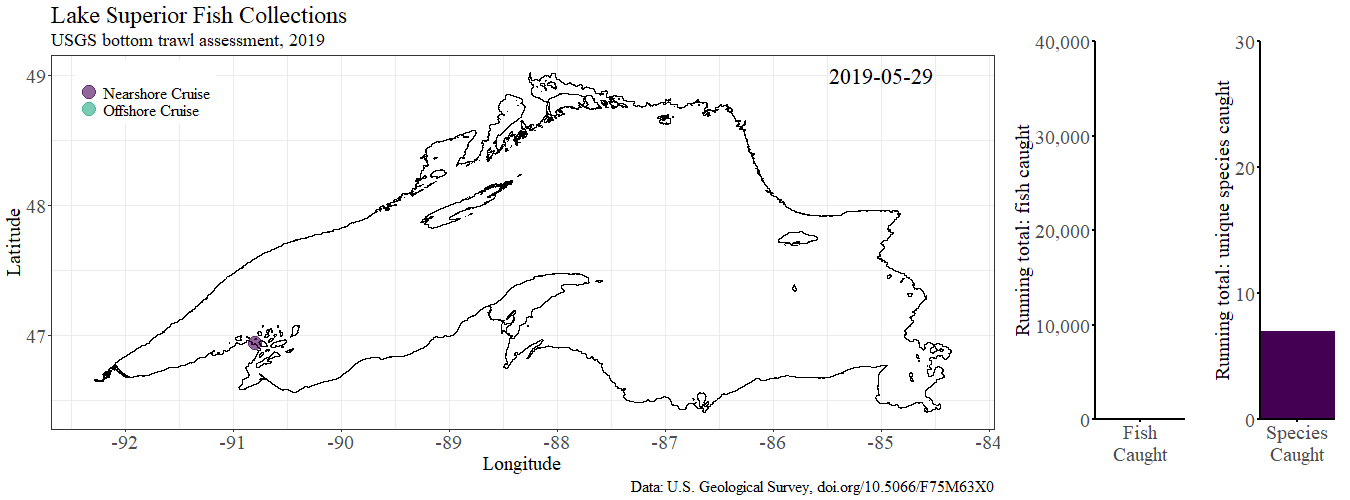 Lake Superior Fish Collections
USGS bottom trawl assessment, 2019
2019-05-29
Nearshore Cruise
Offshore Cruise
Latitude
49
48
47
-92
-91
-90
-89
-88
-87
-86
-85
-84
Longitude
Data: U.S. Geological Survey, doi.org/10.5066/F75M63X0
Running total: fish caught
40,000
30,000
20,000
10,000
0
Fish
Caught
Running total: unique species caught
30
20
10
0
Species
Caught